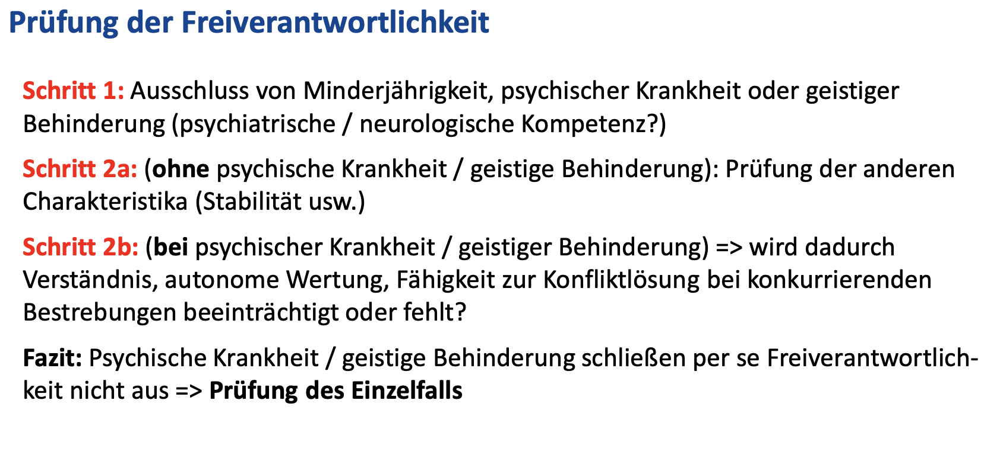 Prüfung der Freiverantwortlichkeit
Schritt 1: Ausschluss von Minderjährigkeit, psychischer Krankheit oder geistiger
Behinderung (psychiatrische / neurologische Kompetenz?)
Schritt 2a: (ohne psychische Krankheit / geistige Behinderung): Prüfung der anderen
Charakteristika (Stabilität usw.)
Schritt 2b: (bei psychischer Krankheit / geistiger Behinderung) => wird dadurch
Verständnis, autonome Wertung, Fähigkeit zur Konfliktlösung bei konkurrierenden
Bestrebungen beeinträchtigt oder fehlt?
Fazit: Psychische Krankheit / geistige Behinderung schließen per se Freiverantwortlich-
keit nicht aus => Prüfung des Einzelfalls